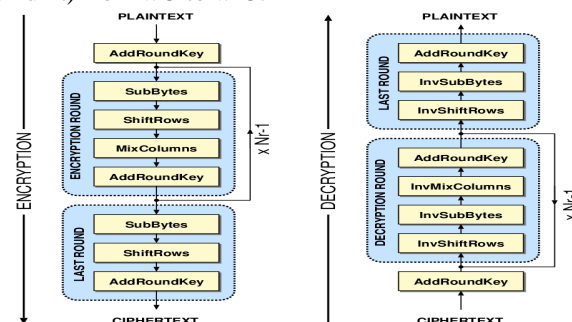 PLAINTEXT
AddRoundKey
ENCRYPTION
ENCRYPTION ROUND
SubBytes
ShiftRows
MixColumns
AddRoundKey
x Nr-1
LAST ROUND
SubBytes
ShiftRows
AddRoundKey
CIPHERTEXT
PLAINTEXT
DECRYPTION
LAST ROUND
AddRoundKey
InvSubBytes
InvShiftRows
DECRYPTION ROUND
AddRoundKey
InvMixColumns
InvSubBytes
InvShiftRows
x Nr-1
AddRoundKey
CIPHERTEXT